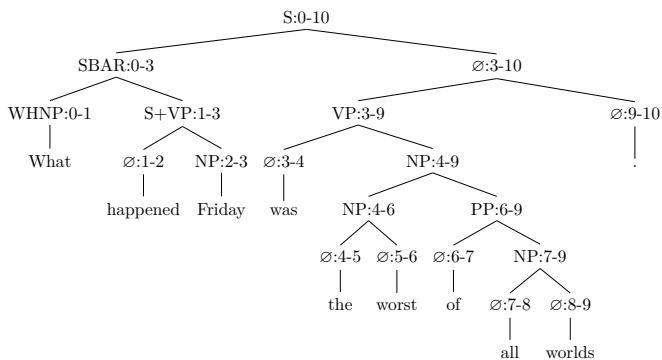 S:0-10
SBAR:0-3 ∅:3-10
WHNP:0-1 S+VP:1-3 VP:3-9 ∅:9-10
What ∅:1-2 NP:2-3 ∅:3-4 NP:4-9 .
happened Friday was NP:4-6 PP:6-9
∅:4-5 ∅:5-6 ∅:6-7 NP:7-9
the worst of ∅:7-8 ∅:8-9
all worlds